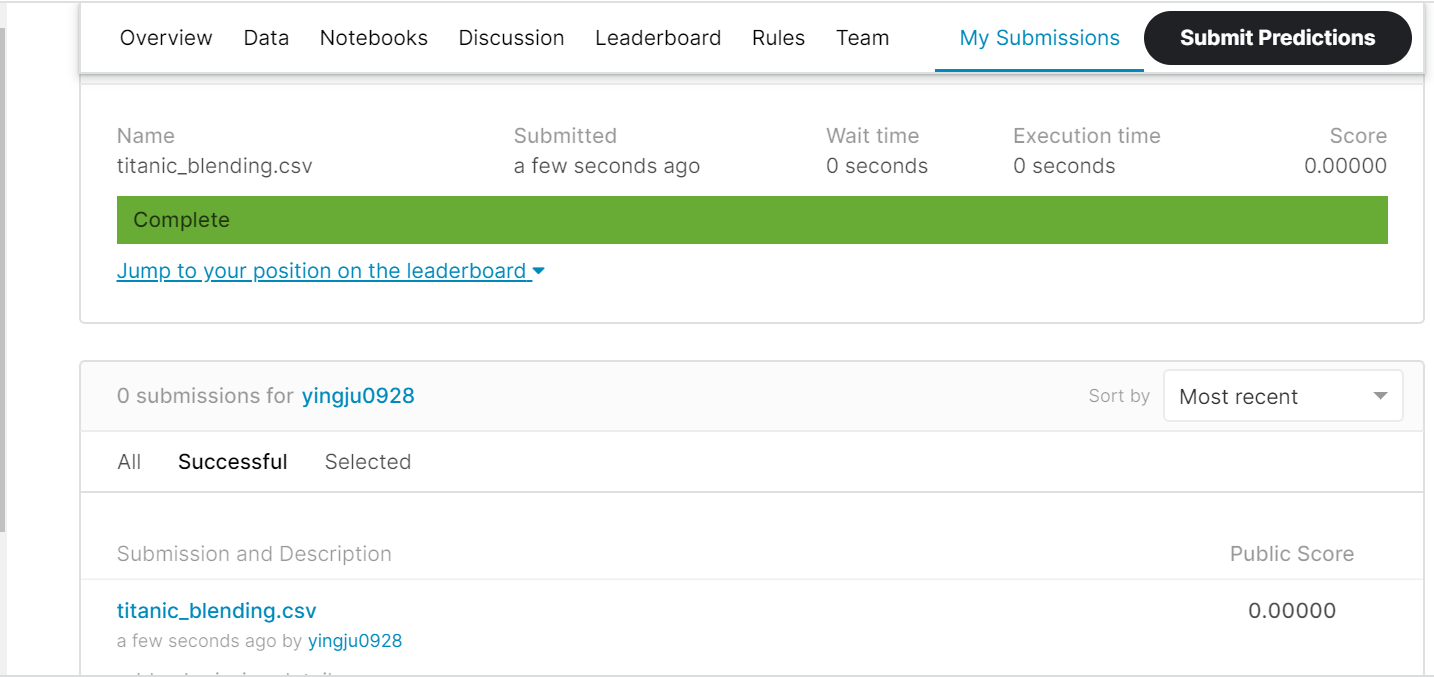 Overview Data Notebooks Discussion Leaderboard Rules Team My Submissions Submit Predictions
Name Submitted Wait time Execution time Score
titanic_blending.csv a few seconds ago 0 seconds 0 seconds 0.00000
Complete
Jump to your position on the leaderboard
0 submissions for yingju0928 Sort by Most recent
All Successful Selected
Submission and Description Public Score
titanic_blending.csv 0.00000
a few seconds ago by yingju0928